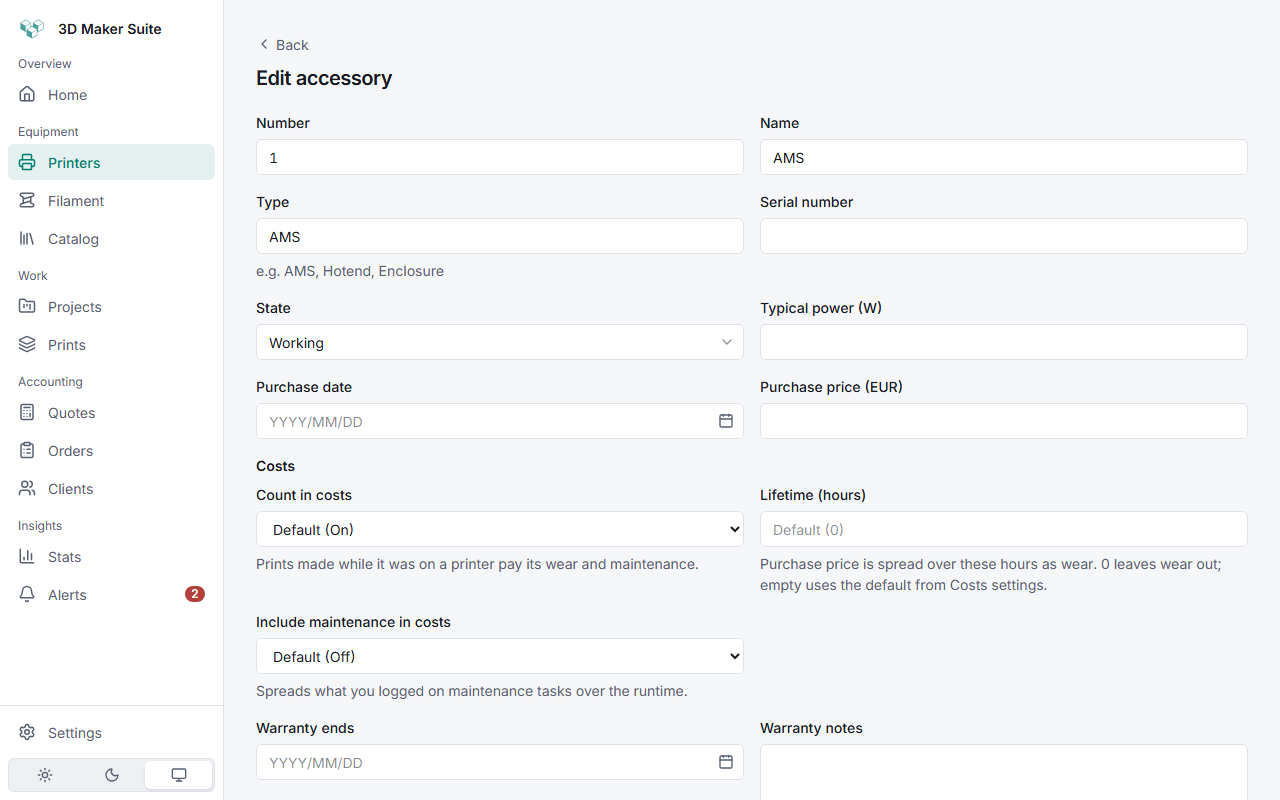 3D Maker Suite
Overview
Home
Equipment
Printers
Filament
Catalog
Work
Projects
Prints
Accounting
Quotes
Orders
Clients
Insights
Stats
Alerts
2
Settings
Back
Edit accessory
Number
1
Name
AMS
Type
AMS
e.g. AMS, Hotend, Enclosure
Serial number
State
Working
Typical power (W)
Purchase date
YYYY/MM/DD
Purchase price (EUR)
Costs
Count in costs
Default (On)
Prints made while it was on a printer pay its wear and maintenance.
Lifetime (hours)
Default (0)
Purchase price is spread over these hours as wear. 0 leaves wear out;
empty uses the default from Costs settings.
Include maintenance in costs
Default (Off)
Spreads what you logged on maintenance tasks over the runtime.
Warranty ends
YYYY/MM/DD
Warranty notes